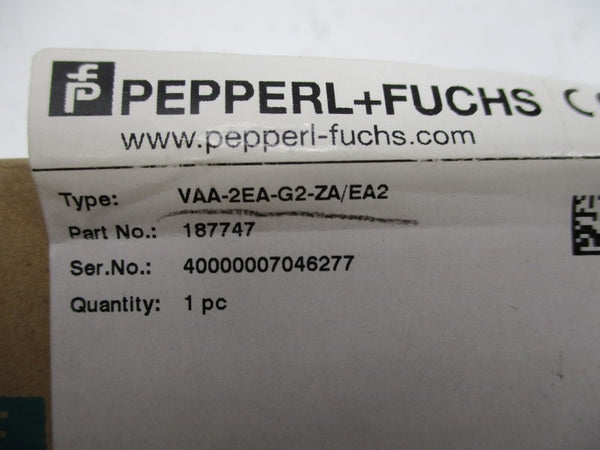 PEPPERL+FUCHS
www.pepperl-fuchs.com
Type: VAA-2EA-G2-ZA/EA2
Part No.: 187747
Ser.No.: 40000007046277
Quantity: 1 pc